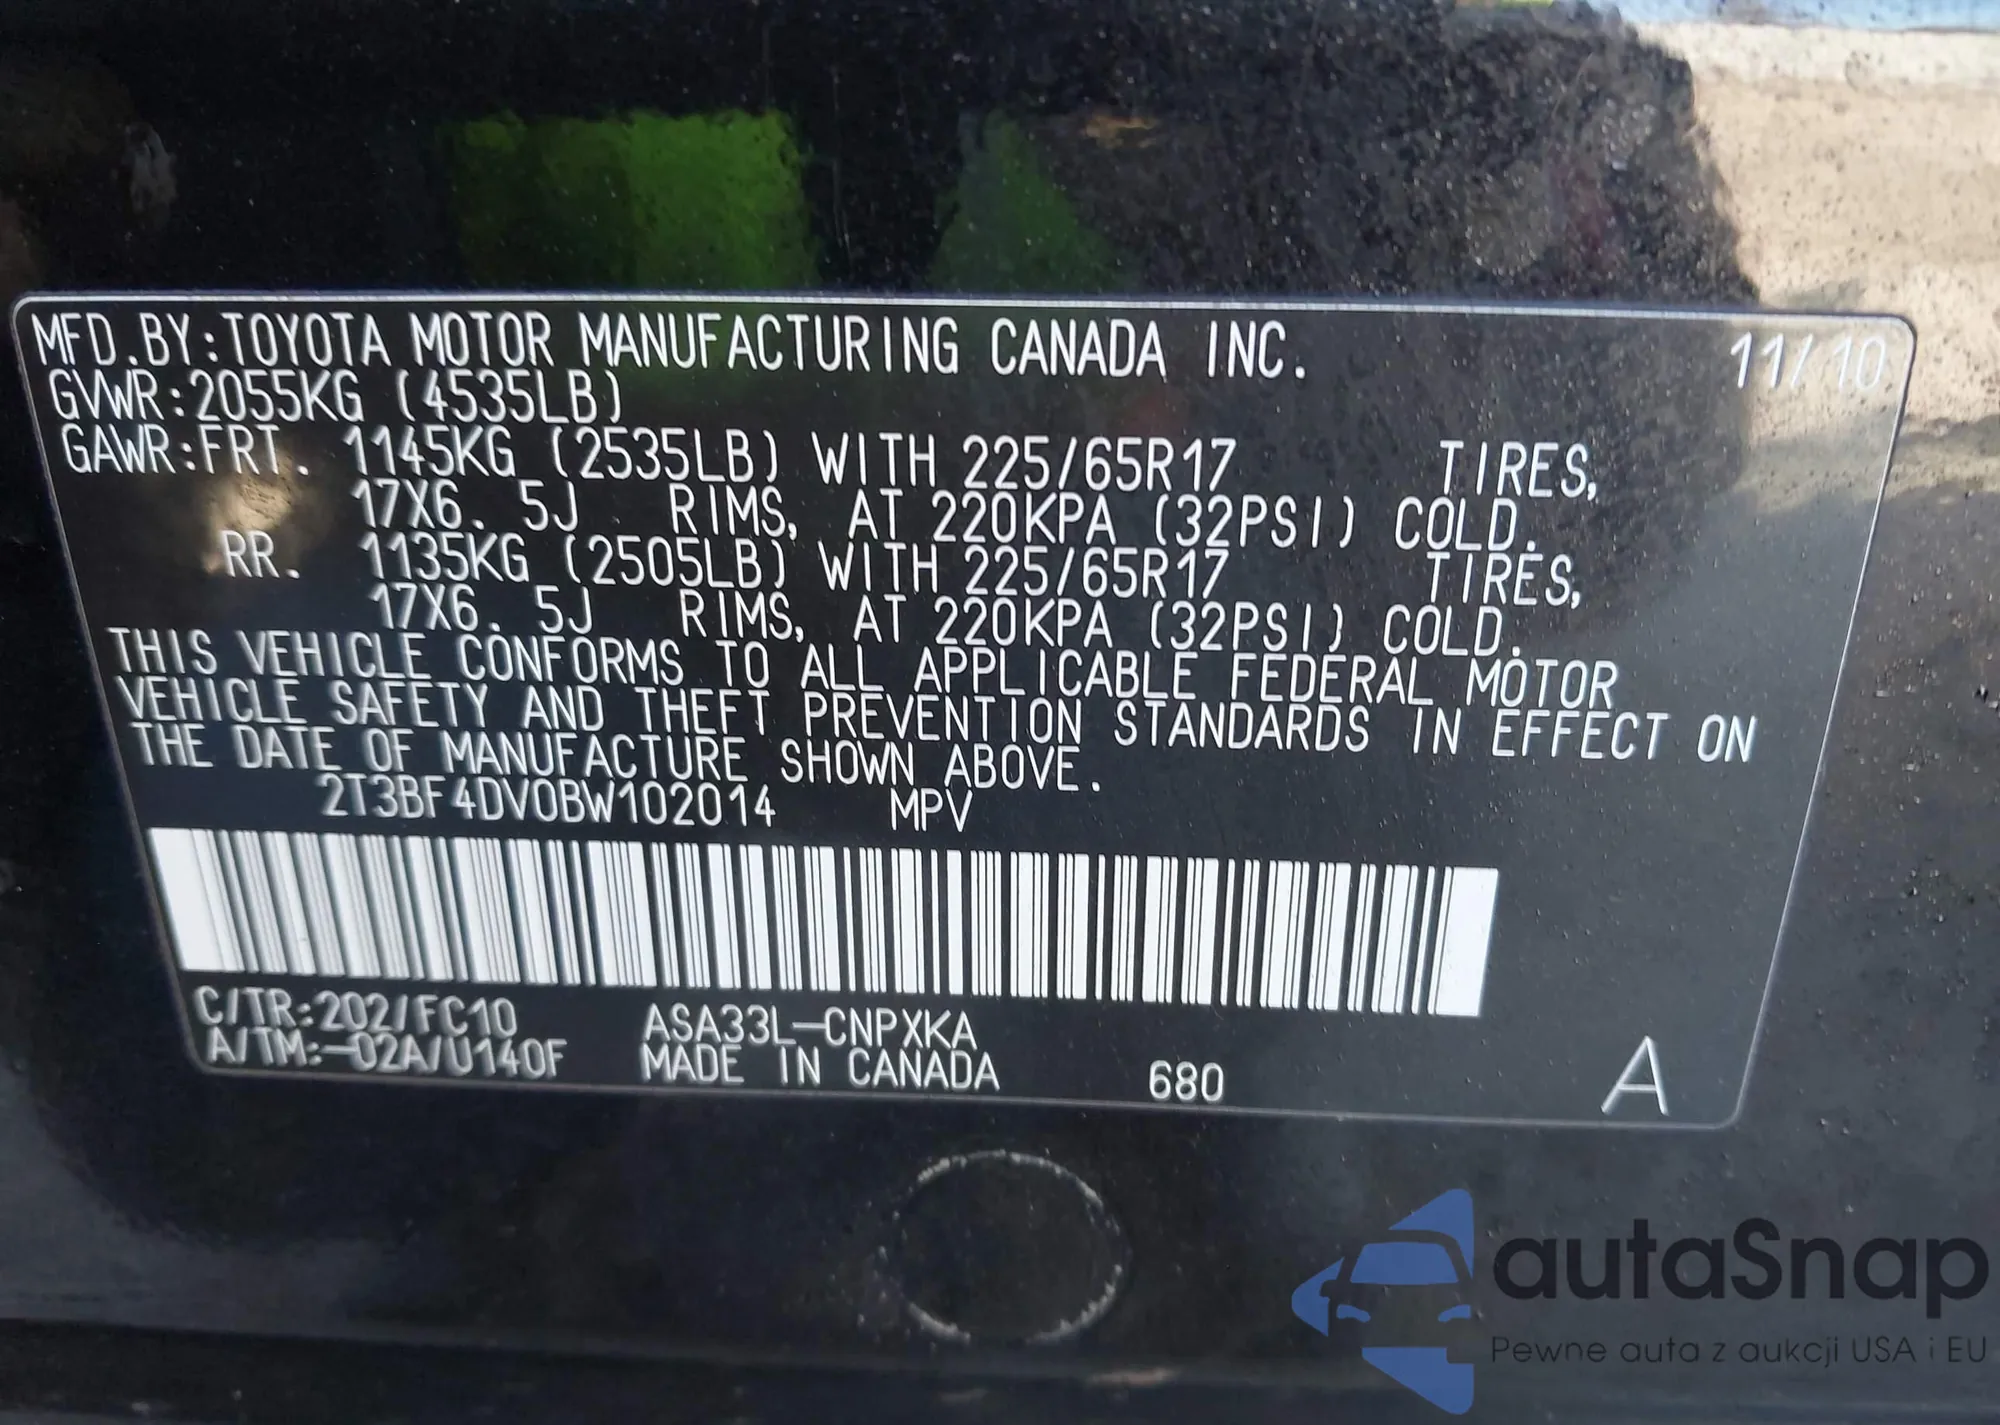 MFD.BY:TOYOTA MOTOR MANUFACTURING CANADA INC. 11/10
GVWR:2055KG (4535LB)
GAWR:FRT. 1145KG (2535LB) WITH 225/65R17 TIRES,
17X6.5J RIMS, AT 220KPA (32PSI) COLD.
RR. 1135KG (2505LB) WITH 225/65R17 TIRES,
17X6.5J RIMS, AT 220KPA (32PSI) COLD.
THIS VEHICLE CONFORMS TO ALL APPLICABLE FEDERAL MOTOR
VEHICLE SAFETY AND THEFT PREVENTION STANDARDS IN EFFECT ON
THE DATE OF MANUFACTURE SHOWN ABOVE.
2T3BF4DV0BW102014 MPV
C/TR:202/FC10 ASA33L-CNPXKA
A/TM:-02A/U140F MADE IN CANADA 680 A
autaSnap
Pewne auta z aukcji USA i EU